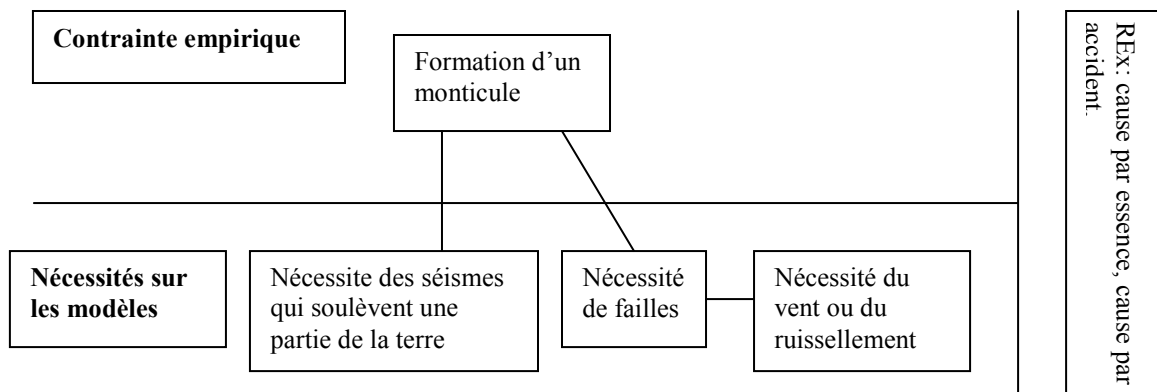 Contrainte empirique
Formation d’un
monticule
REx: cause par essence, cause par
accident.
Nécessités sur
les modèles
Nécessite des séismes
qui soulèvent une
partie de la terre
Nécessité
de failles
Nécessité du
vent ou du
ruissellement